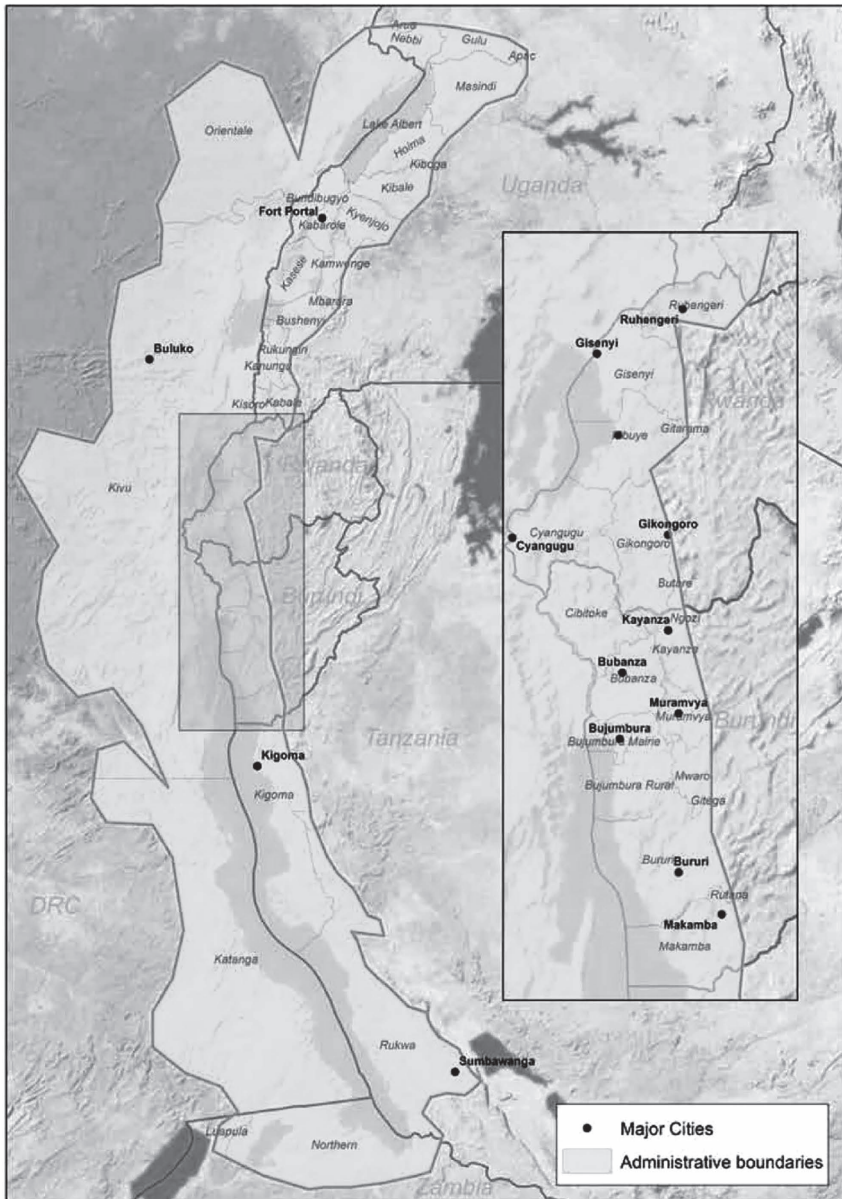 Arua
Nebbi
Gulu
Apac
Masindi
Lake Albert
Orientale
Hoima
Kiboga
Uganda
Kibale
Bundibugyo
Fort Portal
Kabarole
Kyenjojo
Kasese
Kamwenge
Mbarara
Bushenyi
Buluko
Rukungiri
Kanungu
Kisoro
Kabale
Kivu
Rwanda
Burundi
Tanzania
Kigoma
Kigoma
DRC
Katanga
Rukwa
Sumbawanga
Luapula
Northern
Zambia
Ruhengeri
Ruhengeri
Gisenyi
Gisenyi
Rwanda
Gitarama
Kibuye
Gikongoro
Cyangugu
Cyangugu
Gikongoro
Butare
Cibitoke
Ngozi
Kayanza
Kayanza
Bubanza
Bubanza
Muramvya
Muramvya
Burundi
Bujumbura
Bujumbura Mairie
Mwaro
Bujumbura Rural
Gitega
Bururi
Bururi
Rutana
Makamba
Makamba
Major Cities
Administrative boundaries